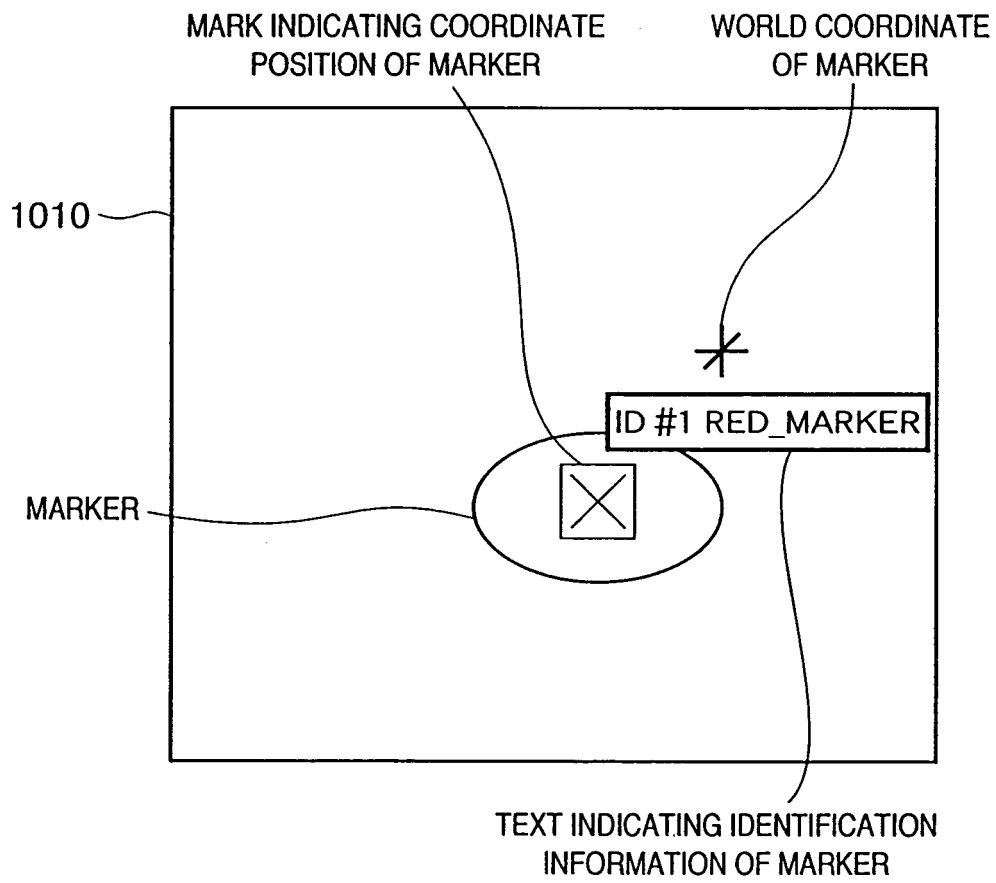 MARK INDICATING COORDINATE
POSITION OF MARKER
WORLD COORDINATE
OF MARKER
1010
ID #1 RED_MARKER
MARKER
TEXT INDICATING IDENTIFICATION
INFORMATION OF MARKER